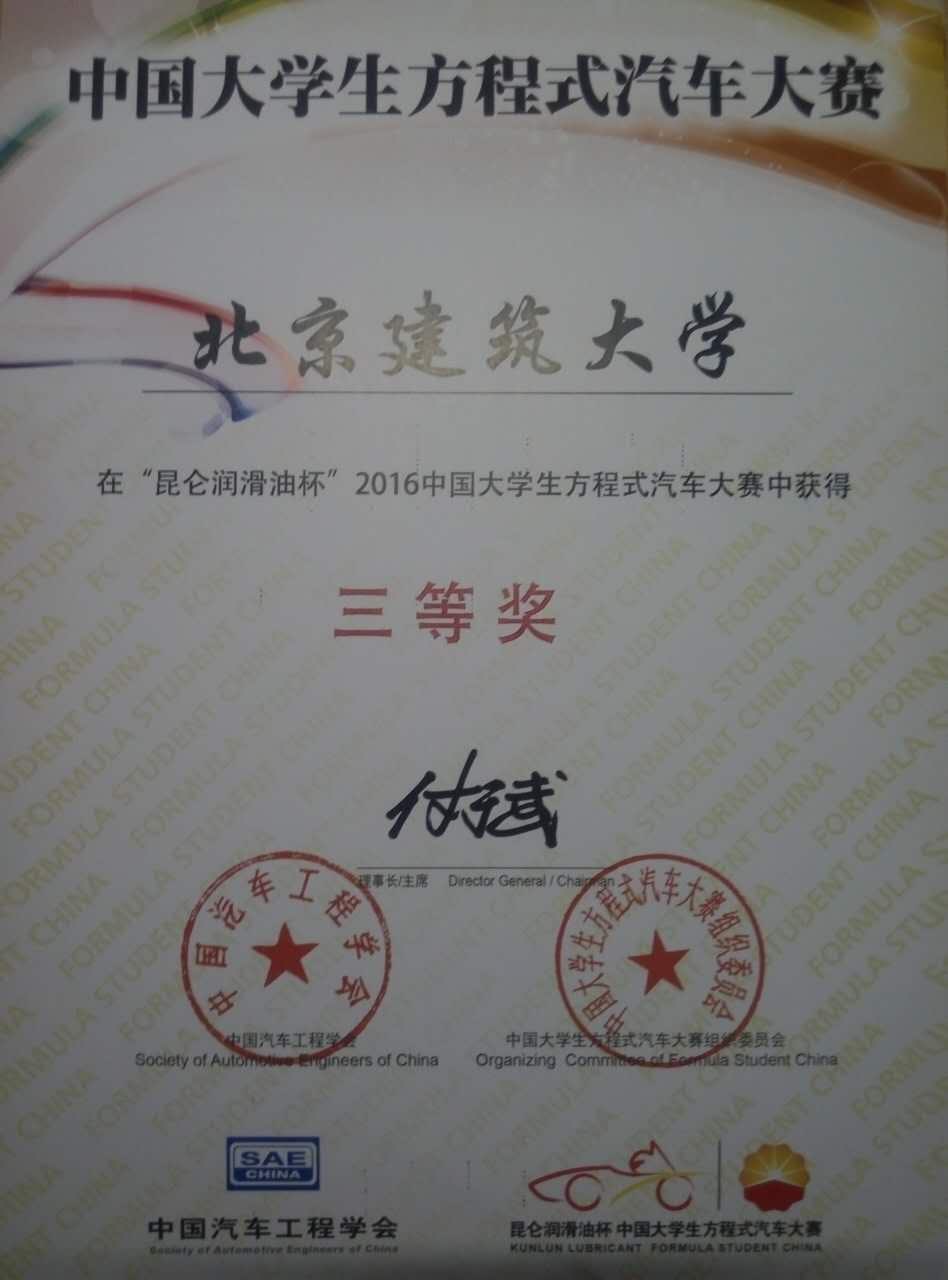 中国大学生方程式汽车大赛
北京建筑大学
在“昆仑润滑油杯”2016中国大学生方程式汽车大赛中获得
三等奖
理事长/主席 Director General / Chairman
中国汽车工程学会
中国大学生方程式汽车大赛组织委员会
中国汽车工程学会
Society of Automotive Engineers of China
中国大学生方程式汽车大赛组织委员会
Organizing Committee of Formula Student China
SAE
CHINA
中国汽车工程学会
Society of Automotive Engineers of China
昆仑润滑油杯 中国大学生方程式汽车大赛
KUNLUN LUBRICANT FORMULA STUDENT CHINA
FORMULA STUDENT CHINA